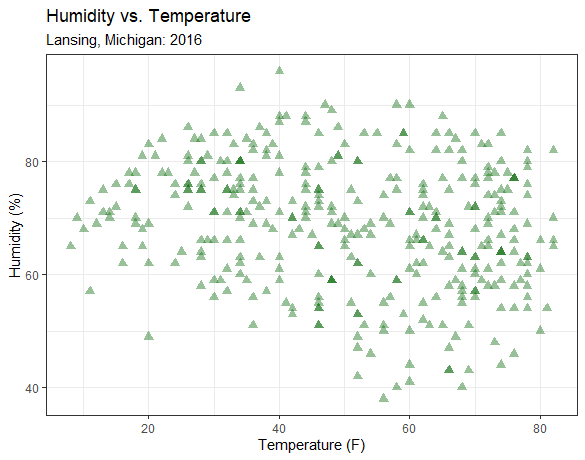 Humidity vs. Temperature
Lansing, Michigan: 2016
Humidity (%)
80
60
40
20
40
60
80
Temperature (F)